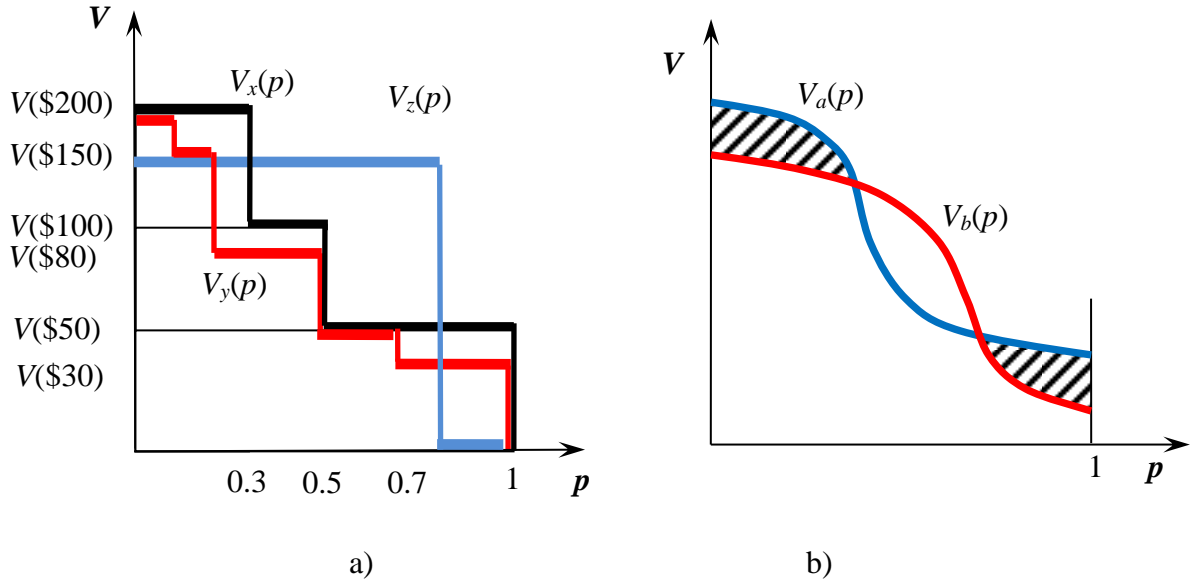 V
V($200)
V($150)
V($100)
V($80)
V($50)
V($30)
Vx(p)
Vz(p)
Vy(p)
0.3
0.5
0.7
1
p
a)
V
Va(p)
Vb(p)
1
p
b)